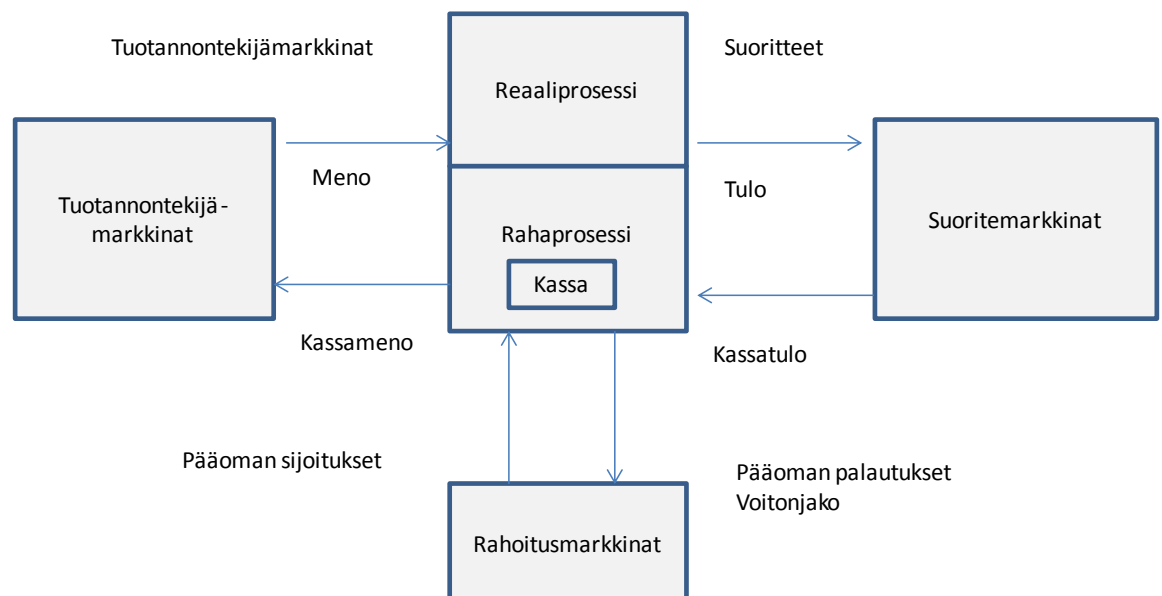 Tuotannontekijämarkkinat
Suoritteet
Reaaliprosessi
Meno
Tulo
Tuotannontekijä-
markkinat
Suoritemarkkinat
Rahaprosessi
Kassa
Kassameno
Kassatulo
Pääoman sijoitukset
Pääoman palautukset
Voitonjako
Rahoitusmarkkinat